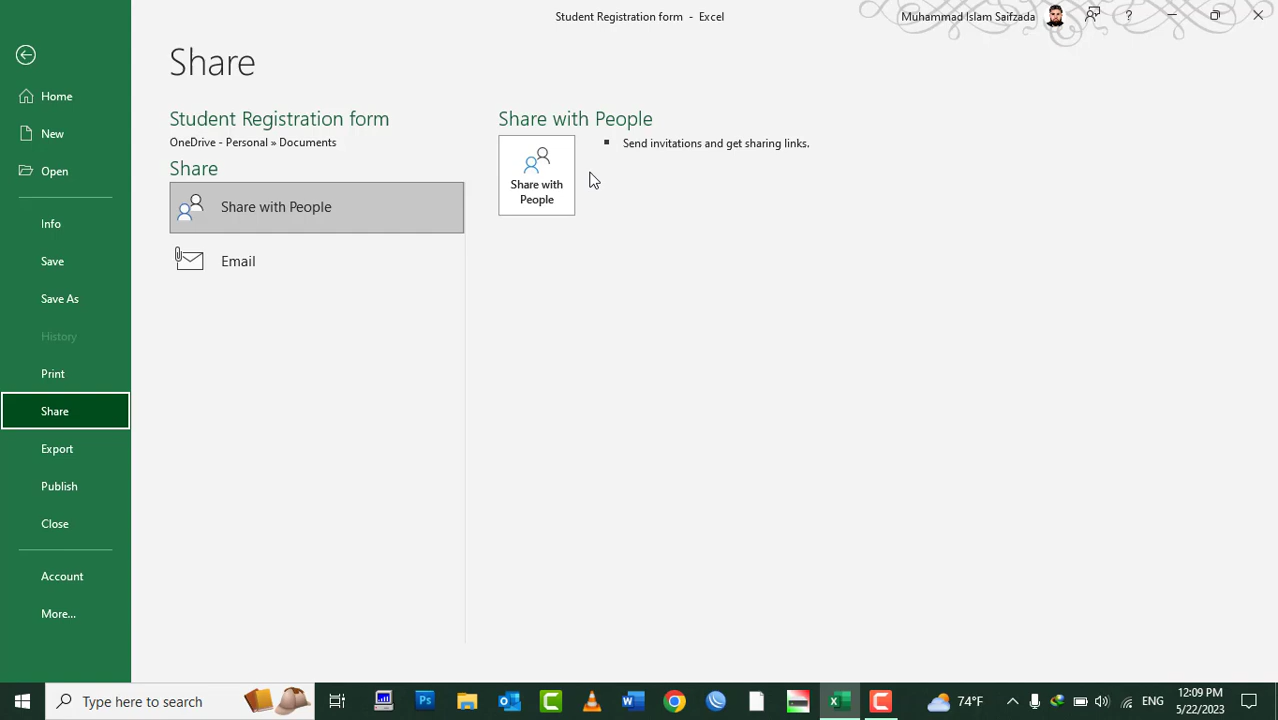 Student Registration form - Excel
Muhammad Islam Saifzada
?
Share
Home
New
Open
Info
Save
Save As
History
Print
Share
Export
Publish
Close
Account
More...
Student Registration form
OneDrive - Personal » Documents
Share
Share with People
Email
Share with People
Share with
People
Send invitations and get sharing links.
Type here to search
Ps
74°F
ENG
12:09 PM
5/22/2023